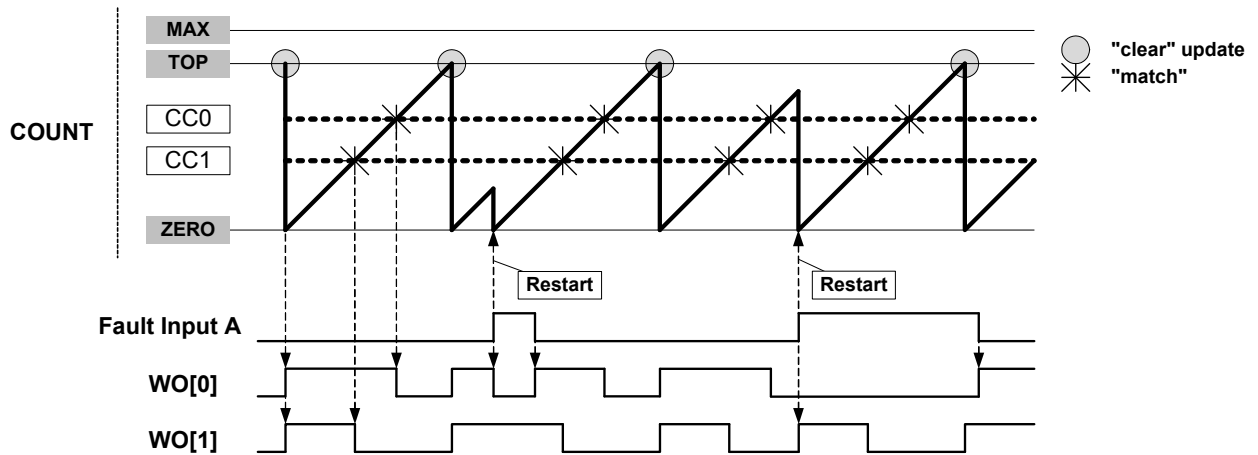 MAX
TOP
"clear" update
"match"
COUNT
CC0
CC1
ZERO
Restart
Restart
Fault Input A
WO[0]
WO[1]